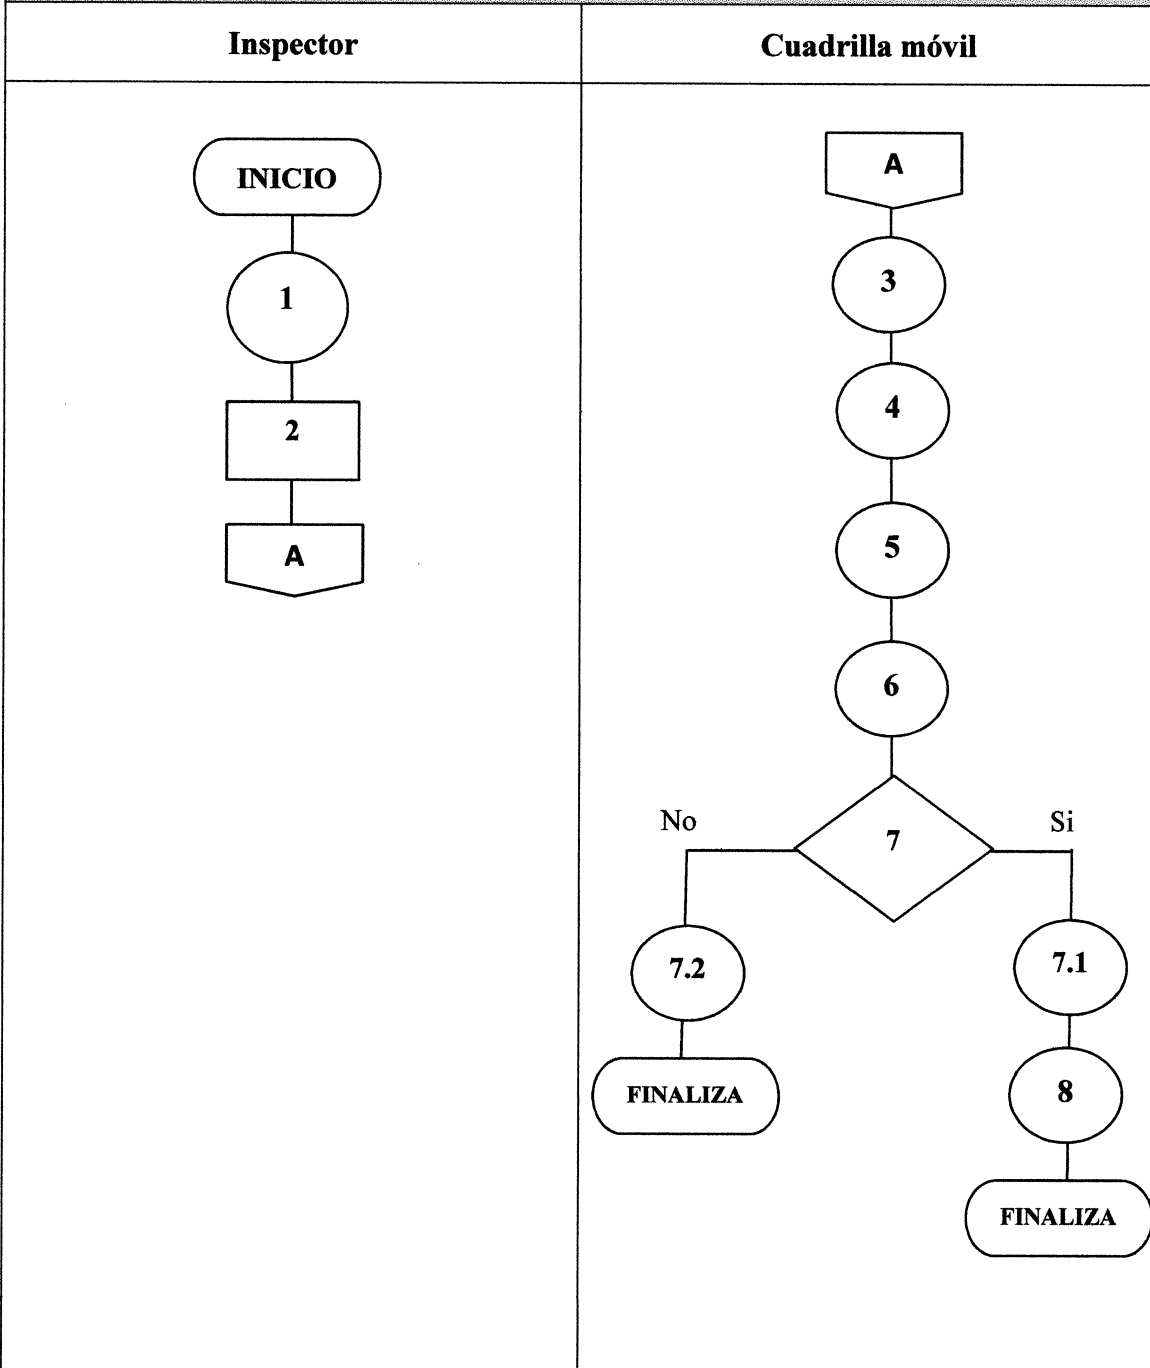 Inspector
Cuadrilla móvil
INICIO
1
2
A
A
3
4
5
6
7
No
Si
7.2
7.1
FINALIZA
8
FINALIZA